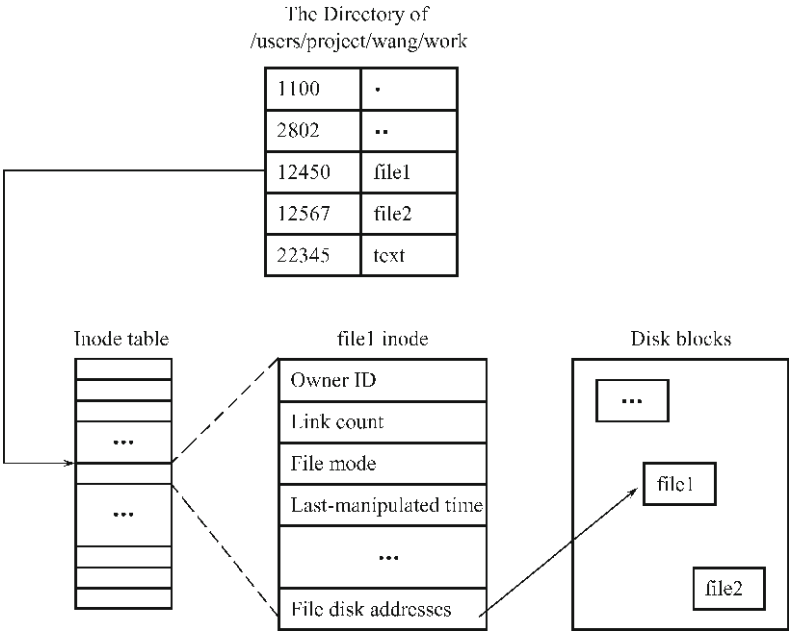 The Directory of
/users/project/wang/work
1100 .
2802 ..
12450 file1
12567 file2
22345 text
Inode table
file1 inode
Disk blocks
Owner ID
...
Link count
...
File mode
file1
Last-manipulated time
...
...
file2
File disk addresses